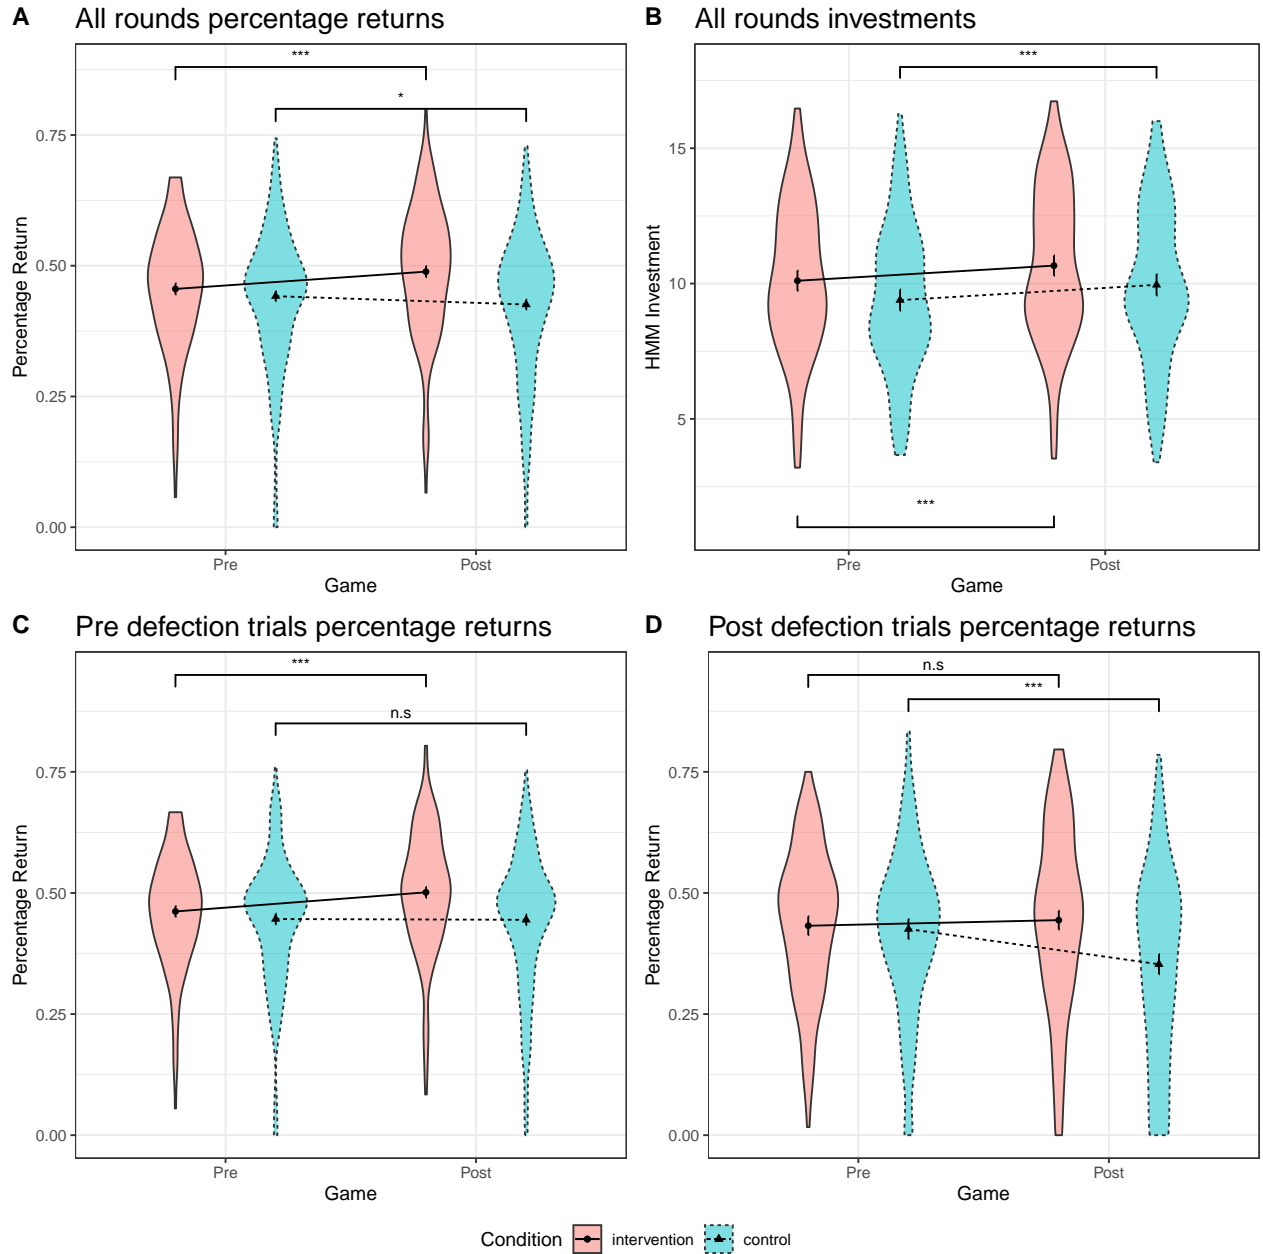 A All rounds percentage returns
***
*
0.75
0.50
0.25
0.00
Percentage Return
Pre Post
Game
B All rounds investments
***
15
10
5
HMM Investment
***
Pre Post
Game
C Pre defection trials percentage returns
***
n.s
0.75
0.50
0.25
0.00
Percentage Return
Pre Post
Game
D Post defection trials percentage returns
n.s
***
0.75
0.50
0.25
0.00
Percentage Return
Pre Post
Game
Condition intervention control